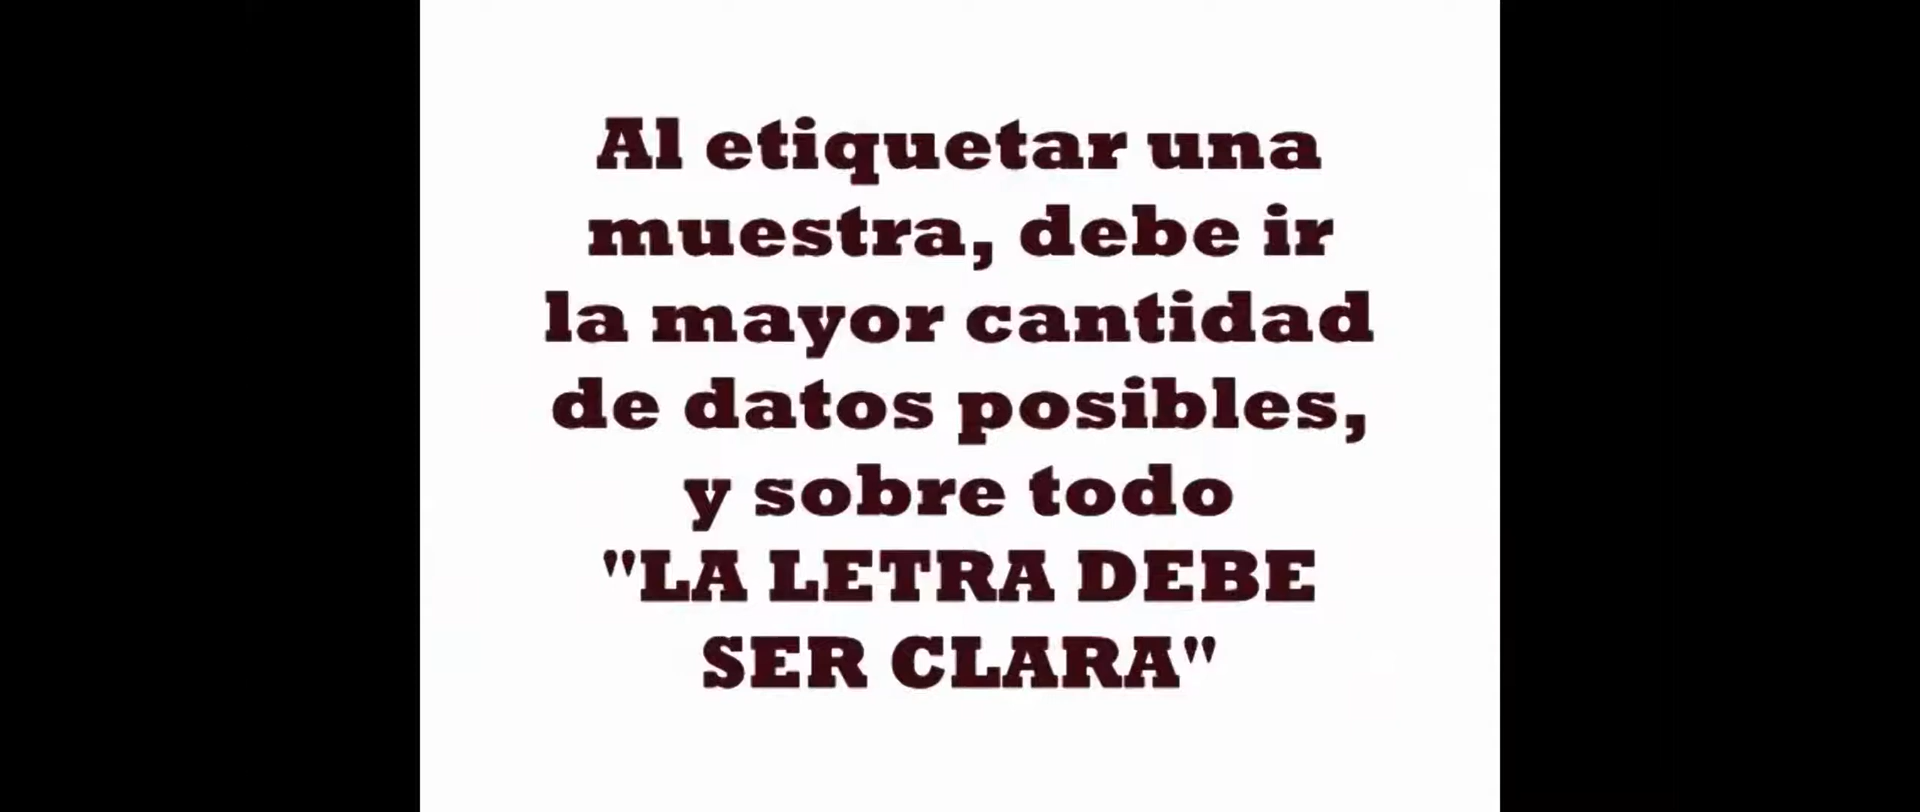 Al etiquetar una
muestra, debe ir
la mayor cantidad
de datos posibles,
y sobre todo
"LA LETRA DEBE
SER CLARA"